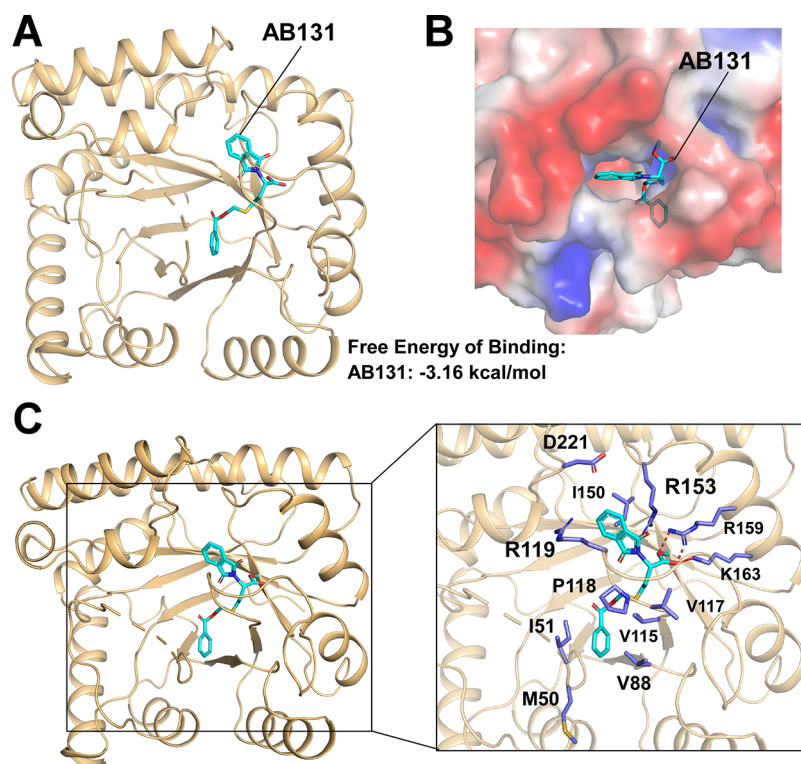 A
AB131
B
AB131
Free Energy of Binding:
AB131: -3.16 kcal/mol
C
D221
I150
R153
R159
R119
K163
P118
V117
I51
V115
V88
M50